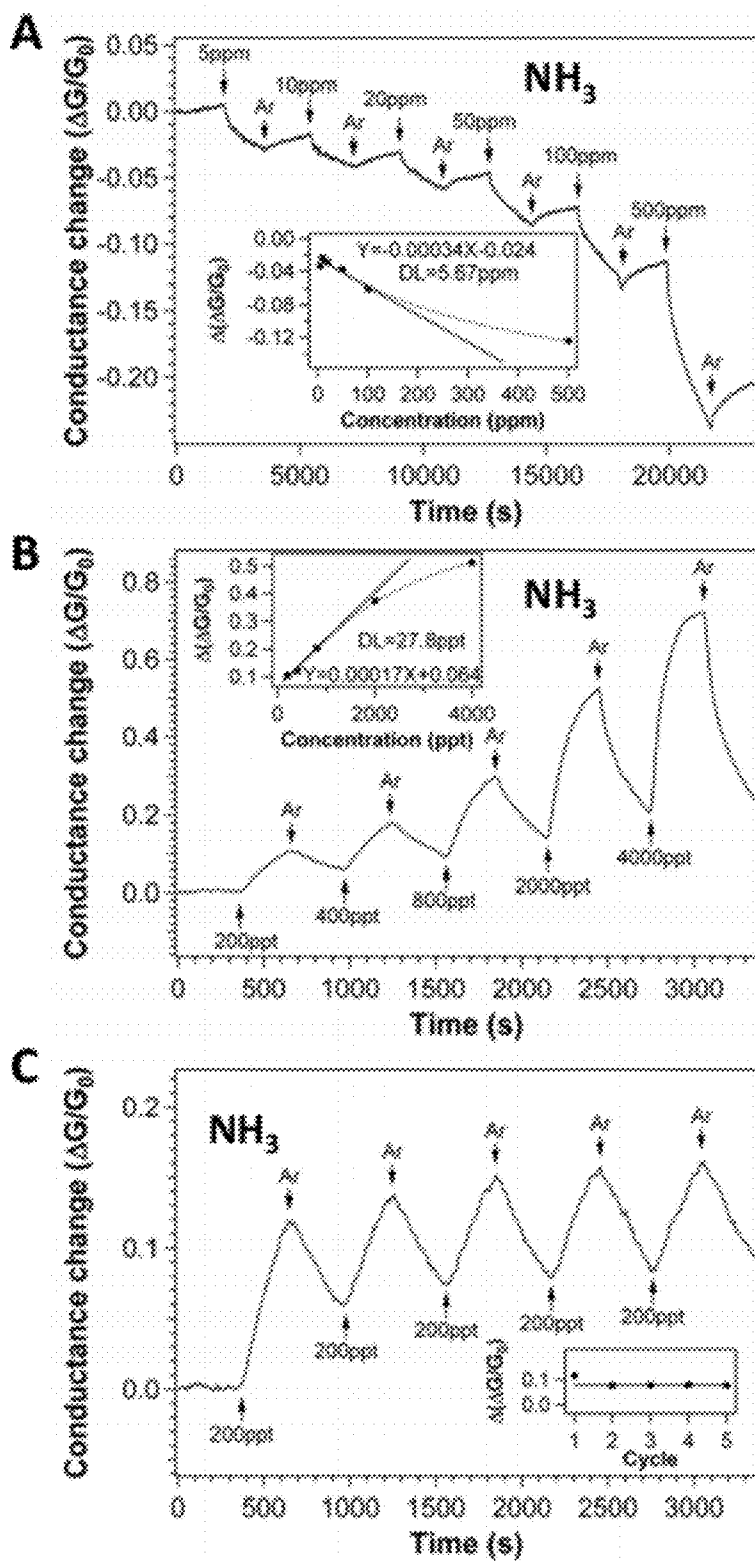 A
Conductance change (ΔG/G₀)
0.05
0.00
-0.05
-0.10
-0.15
-0.20
5ppm
Ar
10ppm
Ar
20ppm
Ar
50ppm
Ar
100ppm
Ar
500ppm
Ar
NH₃
Δ(ΔG/G₀)
0.00
-0.04
-0.08
-0.12
Y=-0.00034X-0.024
DL=5.67ppm
0 100 200 300 400 500
Concentration (ppm)
0 5000 10000 15000 20000
Time (s)
B
Conductance change (ΔG/G₀)
0.8
0.6
0.4
0.2
0.0
Δ(ΔG/G₀)
0.5
0.4
0.3
0.2
0.1
DL=27.8ppt
Y=0.00017X+0.064
0 2000 4000
Concentration (ppt)
NH₃
Ar
Ar
Ar
Ar
Ar
200ppt
400ppt
800ppt
2000ppt
4000ppt
0 500 1000 1500 2000 2500 3000
Time (s)
C
Conductance change (ΔG/G₀)
0.2
0.1
0.0
NH₃
Ar
Ar
Ar
Ar
Ar
200ppt
200ppt
200ppt
200ppt
200ppt
Δ(ΔG/G₀)
0.1
0.0
1 2 3 4 5
Cycle
0 500 1000 1500 2000 2500 3000
Time (s)